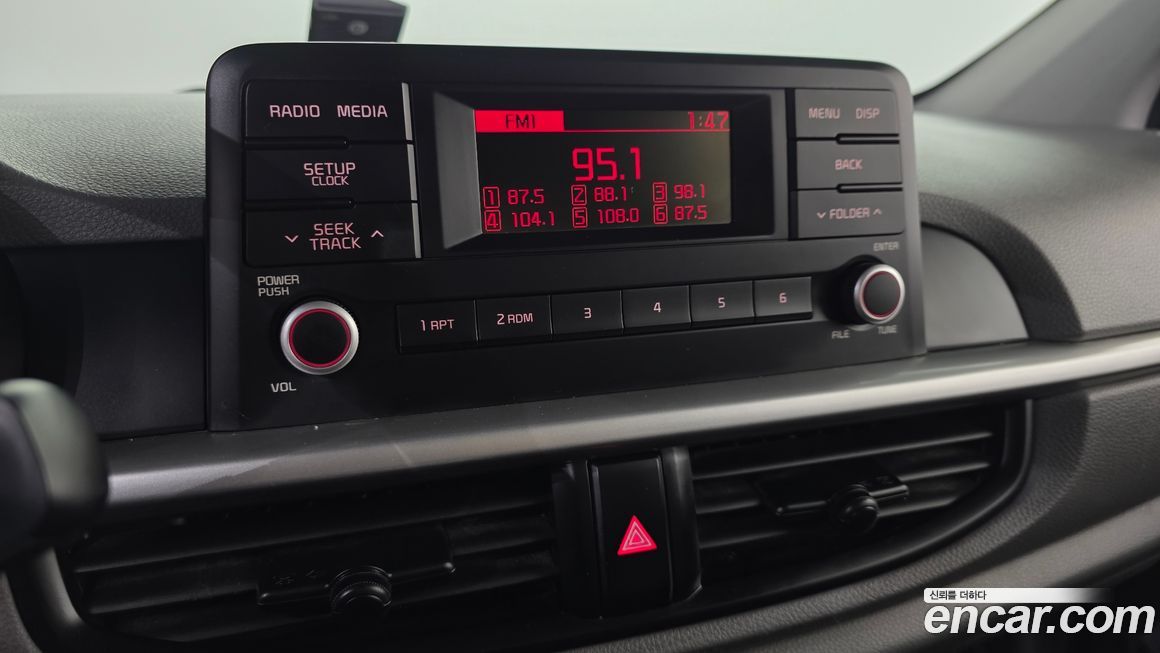 RADIO MEDIA
SETUP
CLOCK
SEEK
TRACK
POWER
PUSH
VOL
FM1 1:47
95.1
1 87.5 2 88.1 3 98.1
4 104.1 5 108.0 6 87.5
MENU DISP
BACK
FOLDER
ENTER
FILE TUNE
1 RPT 2 RDM 3 4 5 6
신뢰를 더하다
encar.com